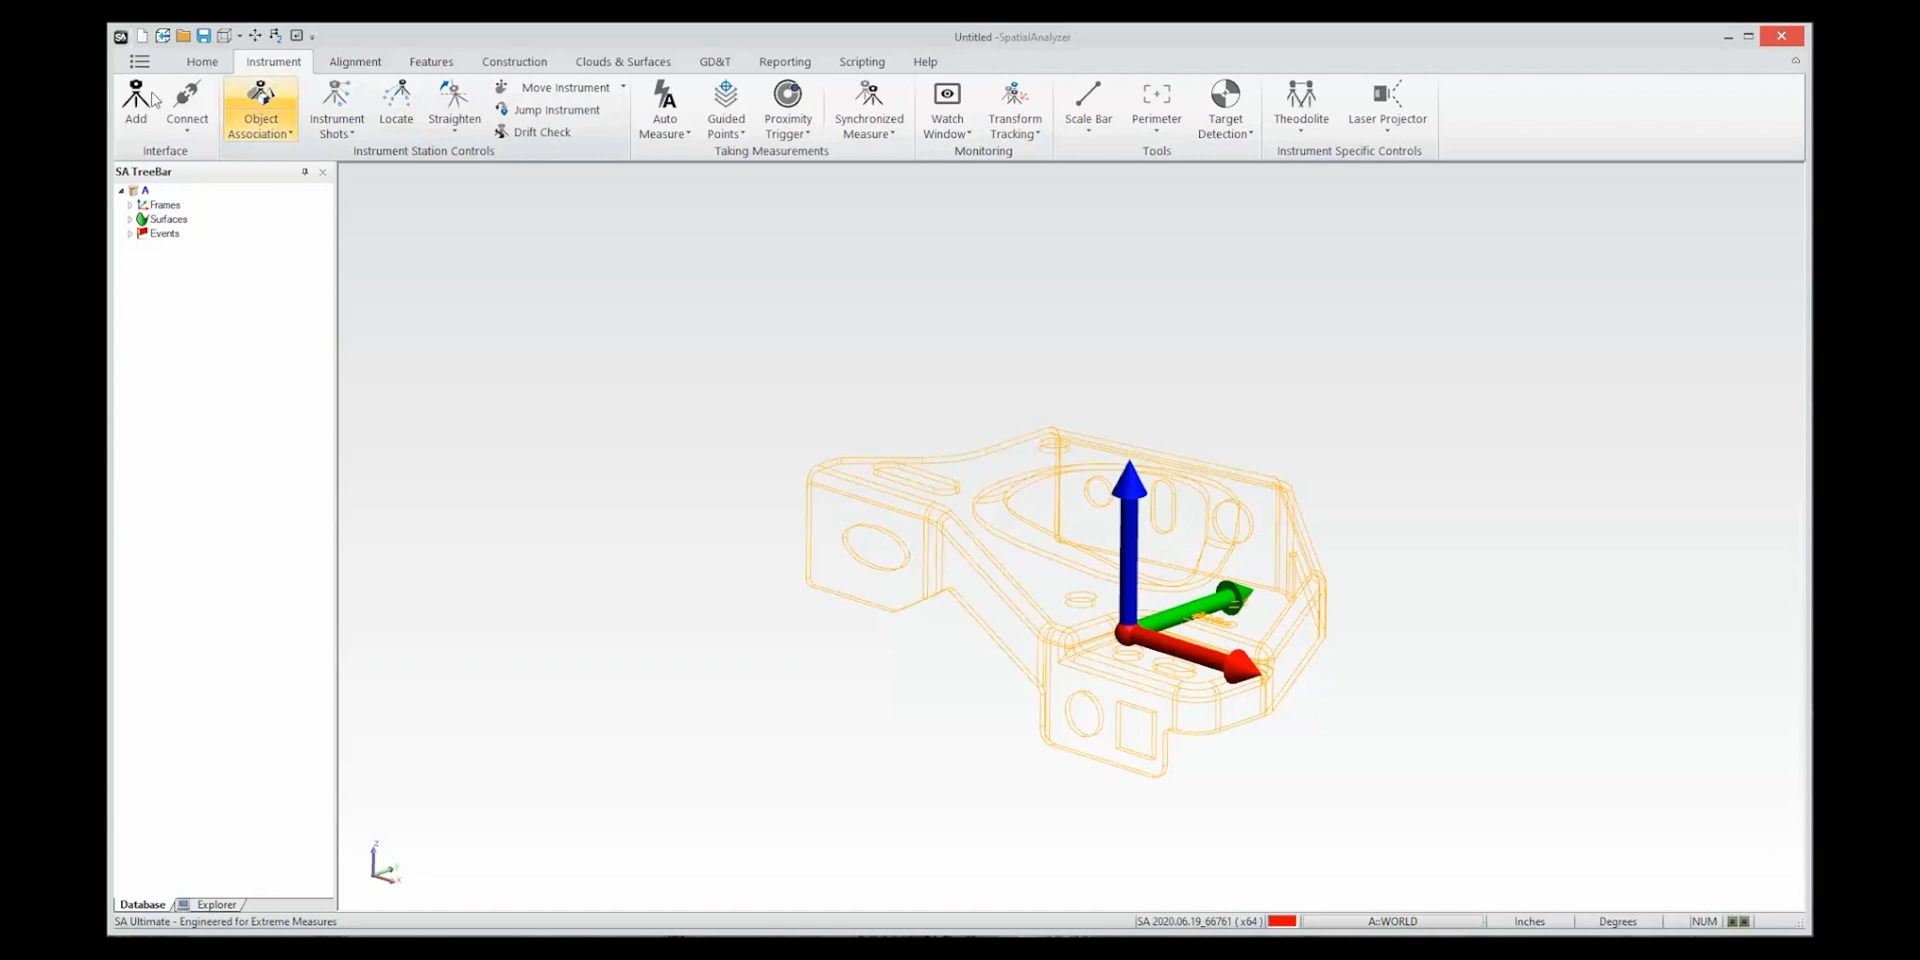 SA
Untitled -SpatialAnalyzer
Home Instrument Alignment Features Construction Clouds & Surfaces GD&T Reporting Scripting Help
Add
Connect
Object Association
Instrument Shots
Locate
Straighten
Move Instrument
Jump Instrument
Drift Check
Auto Measure
Guided Points
Proximity Trigger
Synchronized Measure
Watch Window
Transform Tracking
Scale Bar
Perimeter
Target Detection
Theodolite
Laser Projector
Interface
Instrument Station Controls
Taking Measurements
Monitoring
Tools
Instrument Specific Controls
SA TreeBar
A
Frames
Surfaces
Events
Z
Y
X
Database Explorer
SA Ultimate - Engineered for Extreme Measures
SA 2020.06.19_66761 (x64)
A::WORLD
Inches
Degrees
NUM